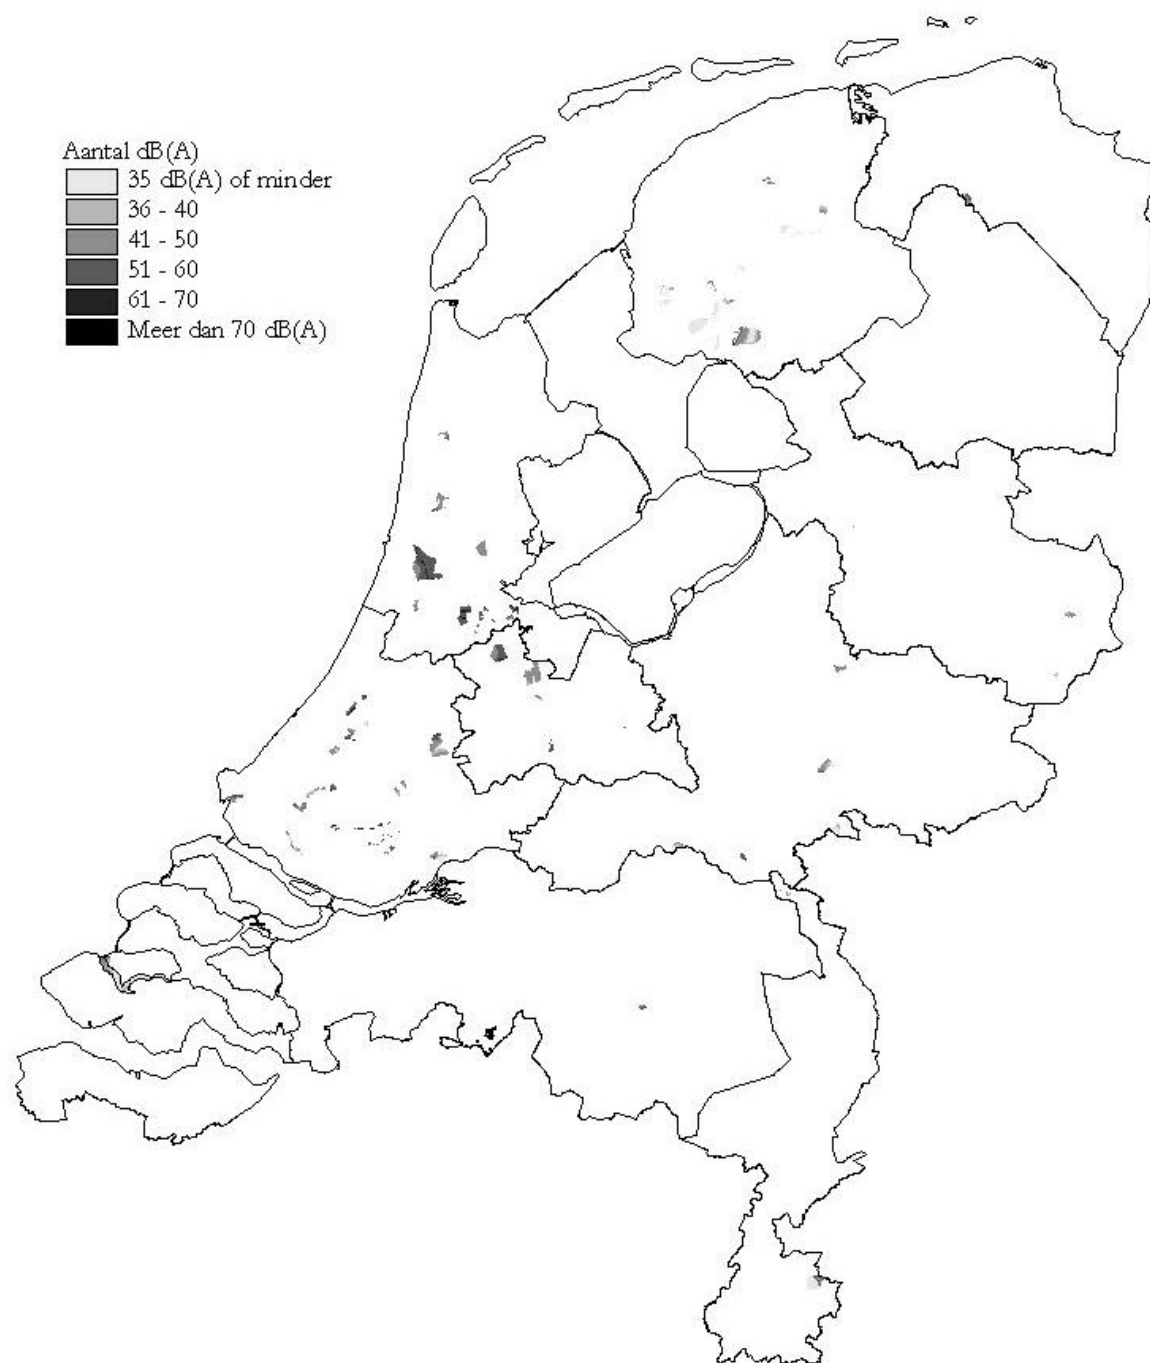 Aantal dB(A)
35 dB(A) of minder
36 - 40
41 - 50
51 - 60
61 - 70
Meer dan 70 dB(A)